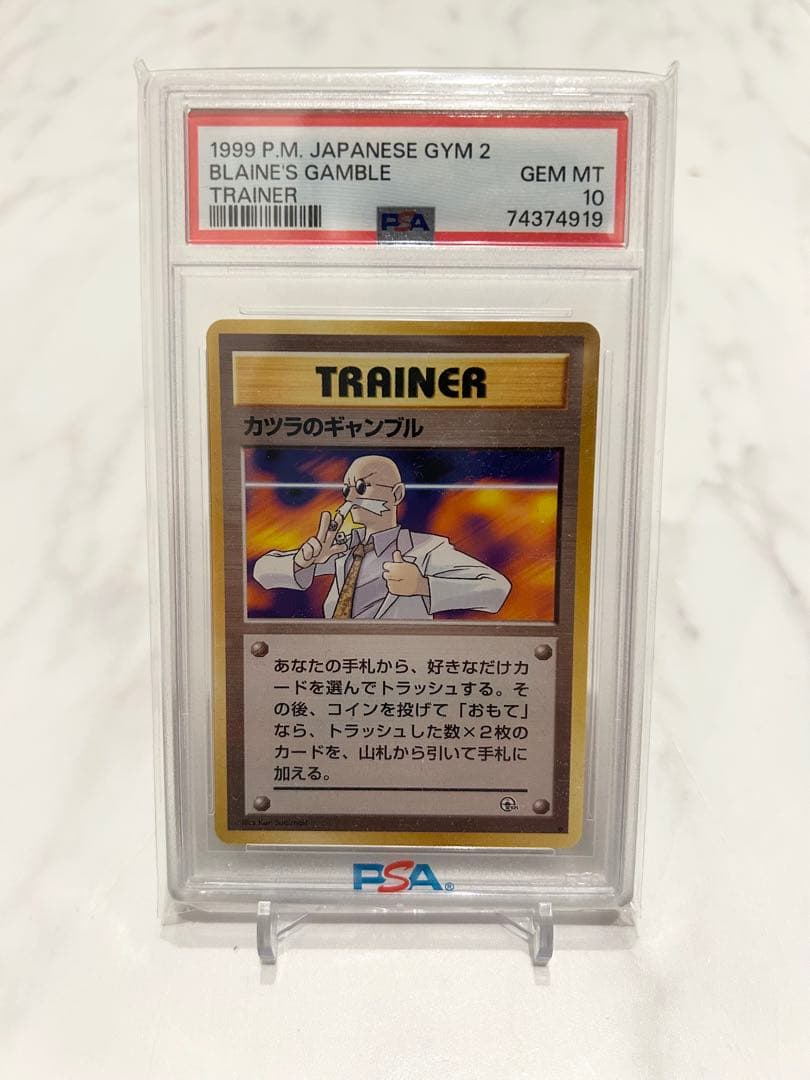 1999 P.M. JAPANESE GYM 2
BLAINE'S GAMBLE
GEM MT
TRAINER
10
PSA
74374919
TRAINER
カツラのギャンブル
あなたの手札から、好きなだけカ
ードを選んでトラッシュする。そ
の後、コインを投げて「おもて」
なら、トラッシュした数×2枚の
カードを、山札から引いて手札に
加える。
Illus. Ken Sugimori
PSA